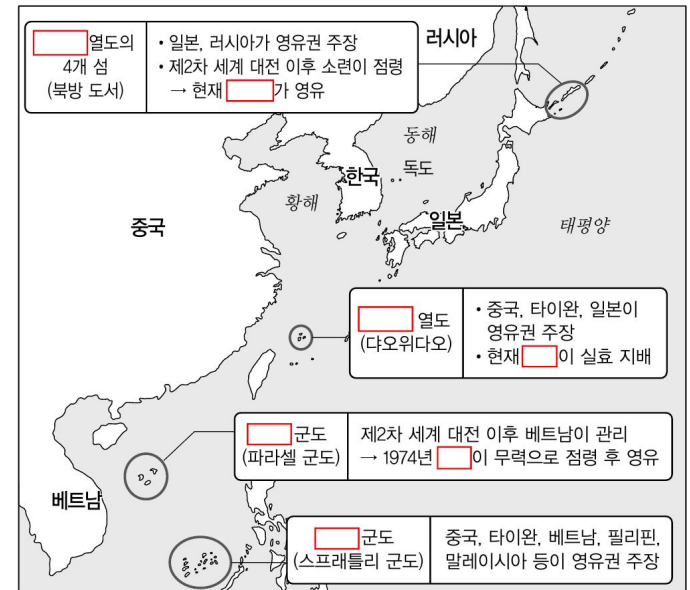 열도의
4개 섬
(북방 도서)
• 일본, 러시아가 영유권 주장
• 제2차 세계 대전 이후 소련이 점령
→ 현재 가 영유
러시아
동해
독도
한국
황해
일본
중국
태평양
열도
(댜오위다오)
• 중국, 타이완, 일본이
영유권 주장
• 현재 이 실효 지배
군도
(파라셀 군도)
제2차 세계 대전 이후 베트남이 관리
→ 1974년 이 무력으로 점령 후 영유
베트남
군도
(스프래틀리 군도)
중국, 타이완, 베트남, 필리핀,
말레이시아 등이 영유권 주장